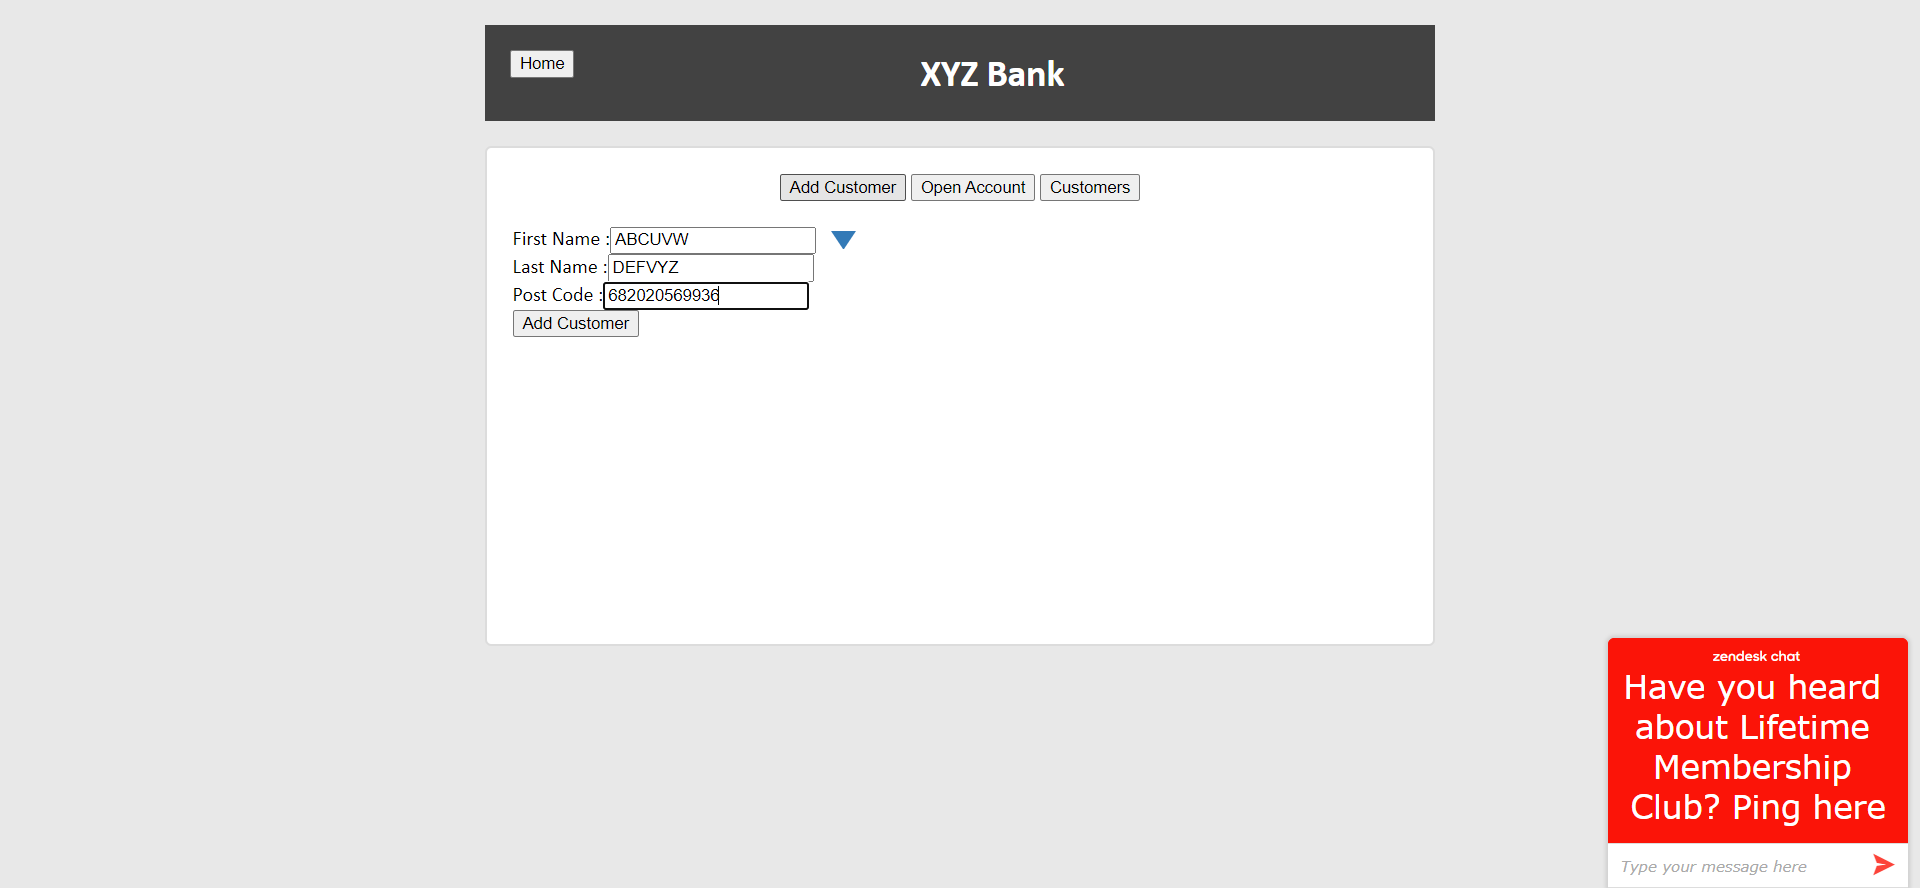 Home
XYZ Bank
Add Customer Open Account Customers
First Name : ABCUVW
Last Name : DEFVYZ
Post Code : 682020569936
Add Customer
zendesk chat
Have you heard
about Lifetime
Membership
Club? Ping here
Type your message here